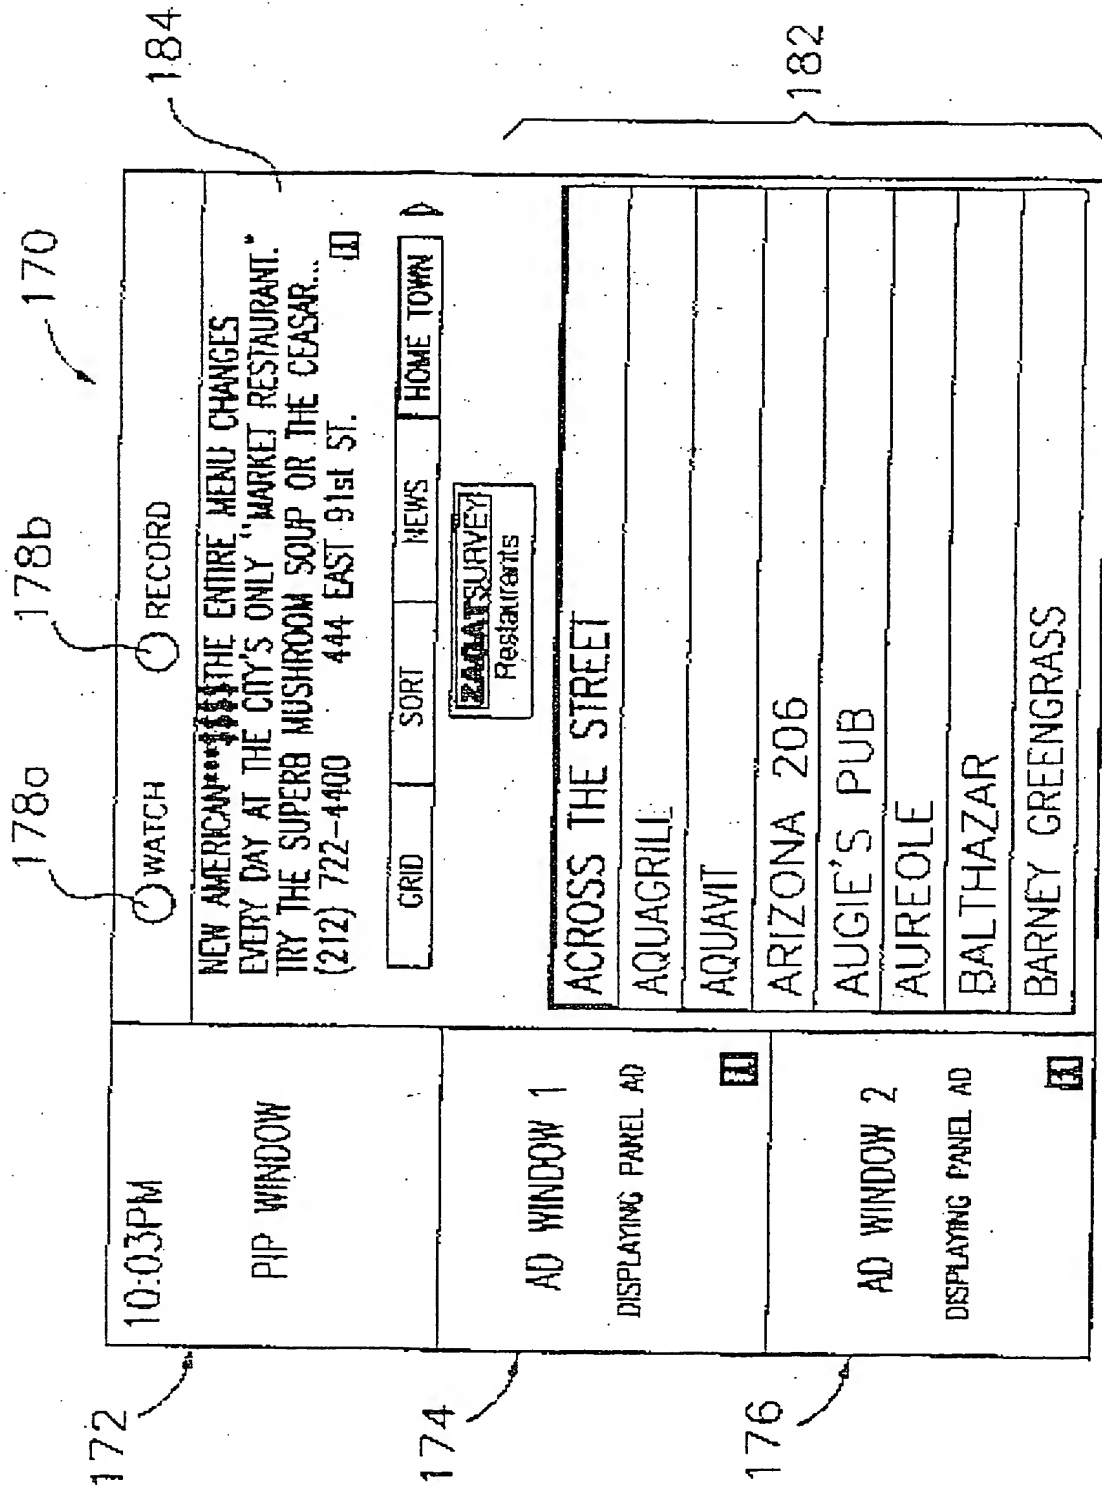 170
178a
178b
WATCH
RECORD
184
10:03PM
PIP WINDOW
172
NEW AMERICAN****$$$$THE ENTIRE MENU CHANGES
EVERY DAY AT THE CITY'S ONLY "MARKET RESTAURANT."
TRY THE SUPERB MUSHROOM SOUP OR THE CEASAR...
(212) 722-4400 444 EAST 91st ST.
GRID SORT NEWS HOME TOWN
ZAGATSURVEY
Restaurants
174
AD WINDOW 1
DISPLAYING PANEL AD
176
AD WINDOW 2
DISPLAYING PANEL AD
ACROSS THE STREET
AQUAGRILL
AQUAVIT
ARIZONA 206
AUGIE'S PUB
AUREOLE
BALTHAZAR
BARNEY GREENGRASS
182